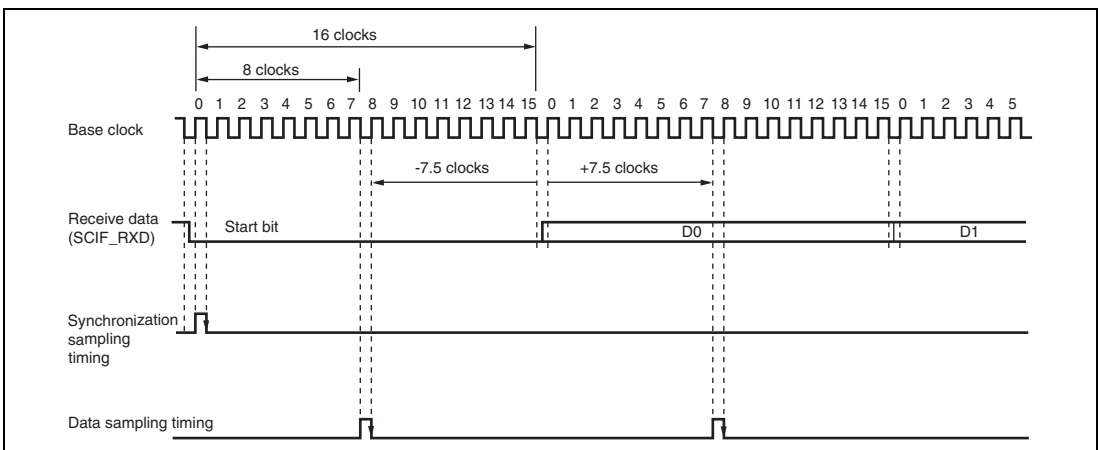 16 clocks
8 clocks
0 1 2 3 4 5 6 7 8 9 10 11 12 13 14 15 0 1 2 3 4 5 6 7 8 9 10 11 12 13 14 15 0 1 2 3 4 5
Base clock
-7.5 clocks +7.5 clocks
Receive data
(SCIF_RXD)
Start bit D0 D1
Synchronization
sampling
timing
Data sampling timing